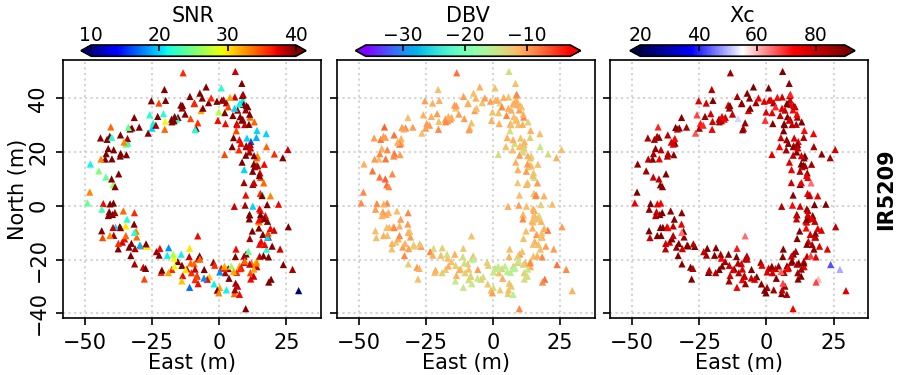 SNR DBV Xc
10 20 30 40 −30 −20 −10 20 40 60 80
North (m)
40
20
0
−20
−40
−50 −25 0 25 −50 −25 0 25 −50 −25 0 25
East (m) East (m) East (m)
IR5209